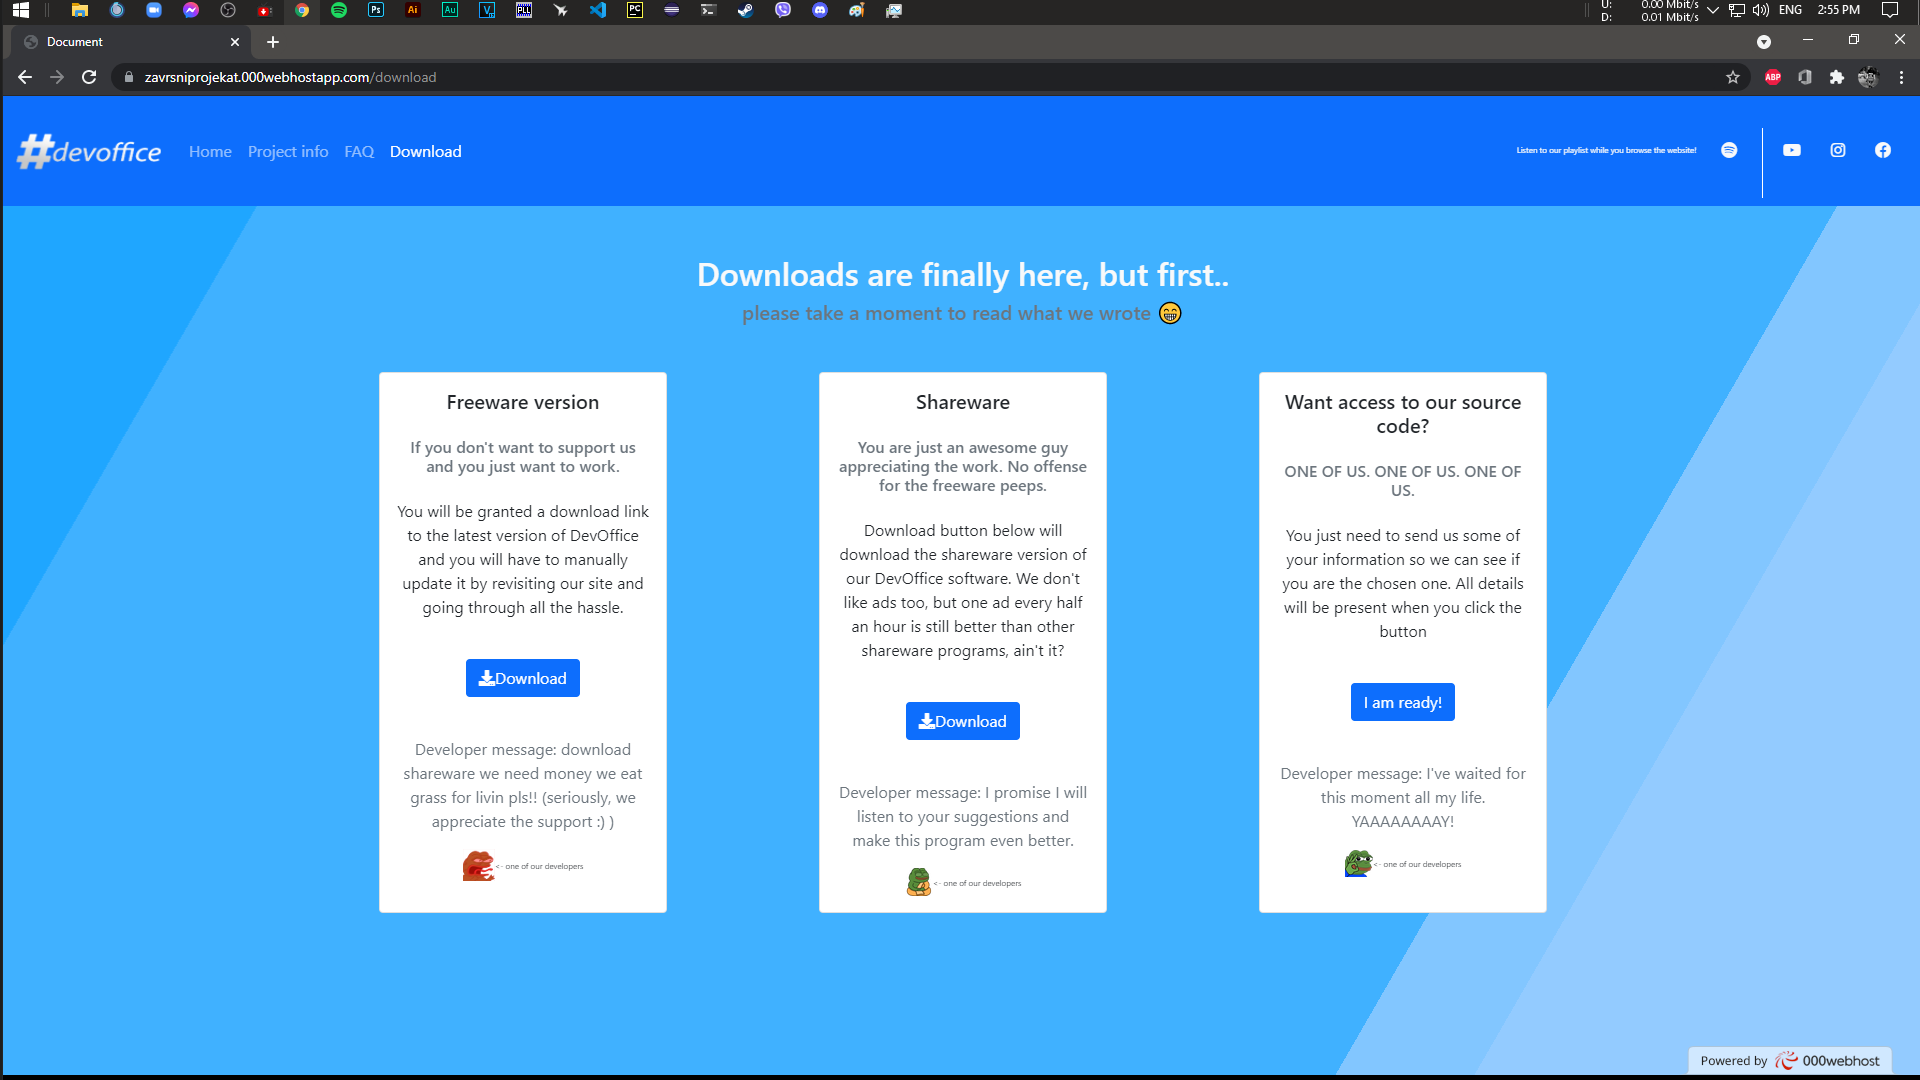 U: 0.00 Mbit/s
D: 0.01 Mbit/s
ENG 2:55 PM
Document
zavrsniprojekat.000webhostapp.com/download
ABP
#devoffice Home Project info FAQ Download Listen to our playlist while you browse the website!
Downloads are finally here, but first..
please take a moment to read what we wrote 😁
Freeware version
If you don't want to support us
and you just want to work.
You will be granted a download link
to the latest version of DevOffice
and you will have to manually
update it by revisiting our site and
going through all the hassle.
Download
Developer message: download
shareware we need money we eat
grass for livin pls!! (seriously, we
appreciate the support :) )
<- one of our developers
Shareware
You are just an awesome guy
appreciating the work. No offense
for the freeware peeps.
Download button below will
download the shareware version of
our DevOffice software. We don't
like ads too, but one ad every half
an hour is still better than other
shareware programs, ain't it?
Download
Developer message: I promise I will
listen to your suggestions and
make this program even better.
<- one of our developers
Want access to our source
code?
ONE OF US. ONE OF US. ONE OF
US.
You just need to send us some of
your information so we can see if
you are the chosen one. All details
will be present when you click the
button
I am ready!
Developer message: I've waited for
this moment all my life.
YAAAAAAAAY!
<- one of our developers
Powered by 000webhost